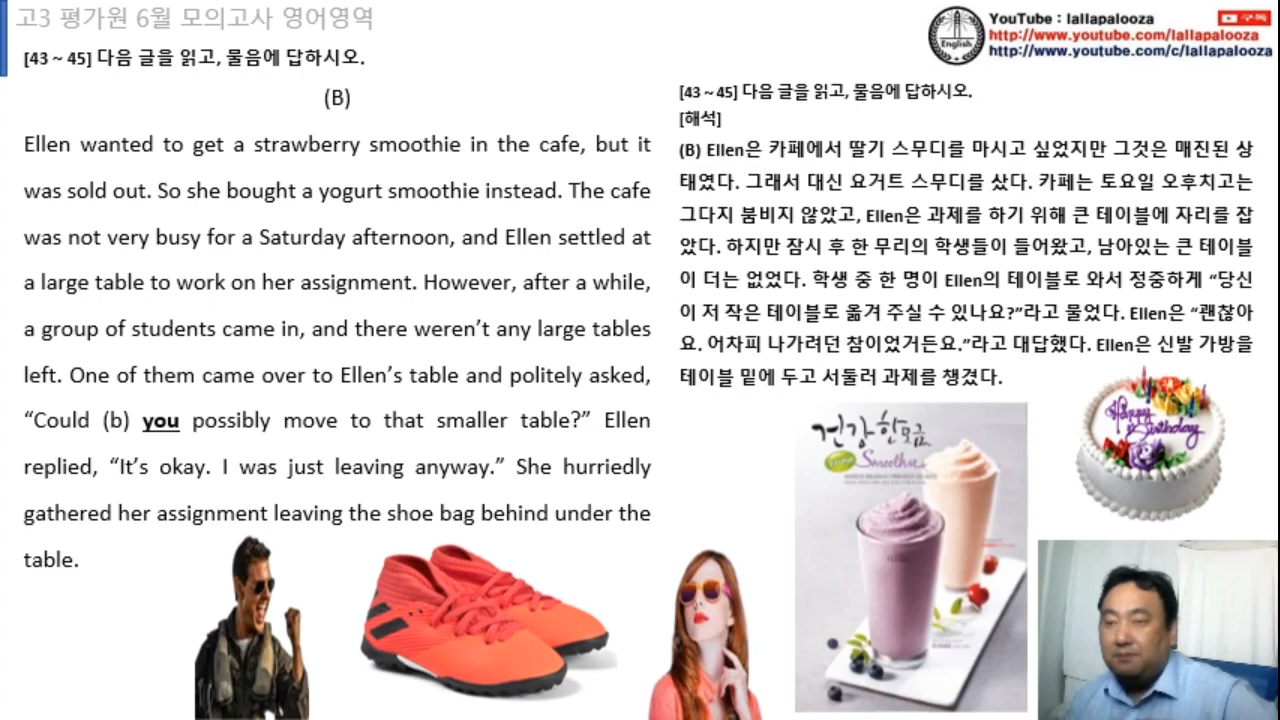 고3 평가원 6월 모의고사 영어영역
[43 ~ 45] 다음 글을 읽고, 물음에 답하시오.
(B)
Ellen wanted to get a strawberry smoothie in the cafe, but it
was sold out. So she bought a yogurt smoothie instead. The cafe
was not very busy for a Saturday afternoon, and Ellen settled at
a large table to work on her assignment. However, after a while,
a group of students came in, and there weren’t any large tables
left. One of them came over to Ellen’s table and politely asked,
“Could (b) you possibly move to that smaller table?” Ellen
replied, “It’s okay. I was just leaving anyway.” She hurriedly
gathered her assignment leaving the shoe bag behind under the
table.
English
YouTube : lallapalooza
구독
http://www.youtube.com/lallapalooza
http://www.youtube.com/c/lallapalooza
[43 ~ 45] 다음 글을 읽고, 물음에 답하시오.
[해석]
(B) Ellen은 카페에서 딸기 스무디를 마시고 싶었지만 그것은 매진된 상
태였다. 그래서 대신 요거트 스무디를 샀다. 카페는 토요일 오후치고는
그다지 붐비지 않았고, Ellen은 과제를 하기 위해 큰 테이블에 자리를 잡
았다. 하지만 잠시 후 한 무리의 학생들이 들어왔고, 남아있는 큰 테이블
이 더는 없었다. 학생 중 한 명이 Ellen의 테이블로 와서 정중하게 “당신
이 저 작은 테이블로 옮겨 주실 수 있나요?”라고 물었다. Ellen은 “괜찮아
요. 어차피 나가려던 참이었거든요.”라고 대답했다. Ellen은 신발 가방을
테이블 밑에 두고 서둘러 과제를 챙겼다.
건강한모금
Smoothie
Happy
Birthday